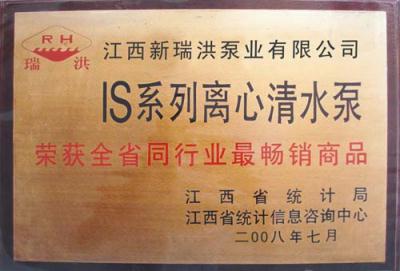 RH
瑞洪
江西新瑞洪泵业有限公司
IS系列离心清水泵
荣获全省同行业最畅销商品
江西省统计局
江西省统计信息咨询中心
二00八年七月